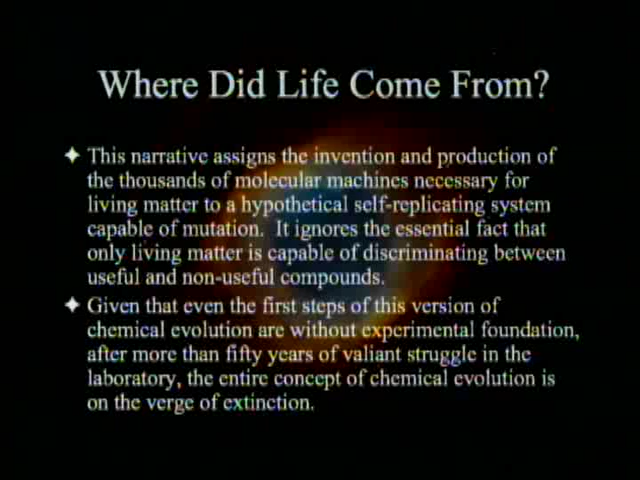 Where Did Life Come From?
This narrative assigns the invention and production of
the thousands of molecular machines necessary for
living matter to a hypothetical self-replicating system
capable of mutation. It ignores the essential fact that
only living matter is capable of discriminating between
useful and non-useful compounds.
Given that even the first steps of this version of
chemical evolution are without experimental foundation,
after more than fifty years of valiant struggle in the
laboratory, the entire concept of chemical evolution is
on the verge of extinction.